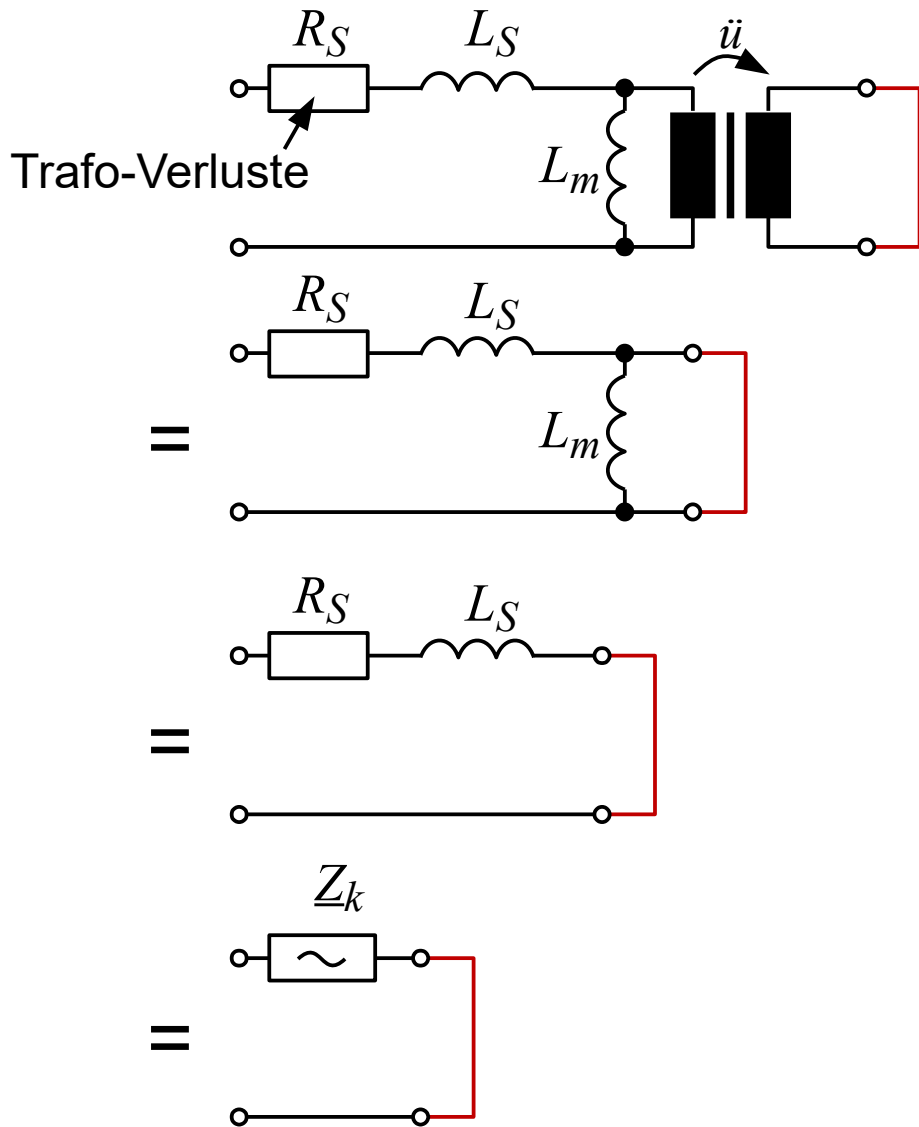 R_S L_S ü
Trafo-Verluste
L_m
R_S L_S
=
L_m
R_S L_S
=
Z_k
=